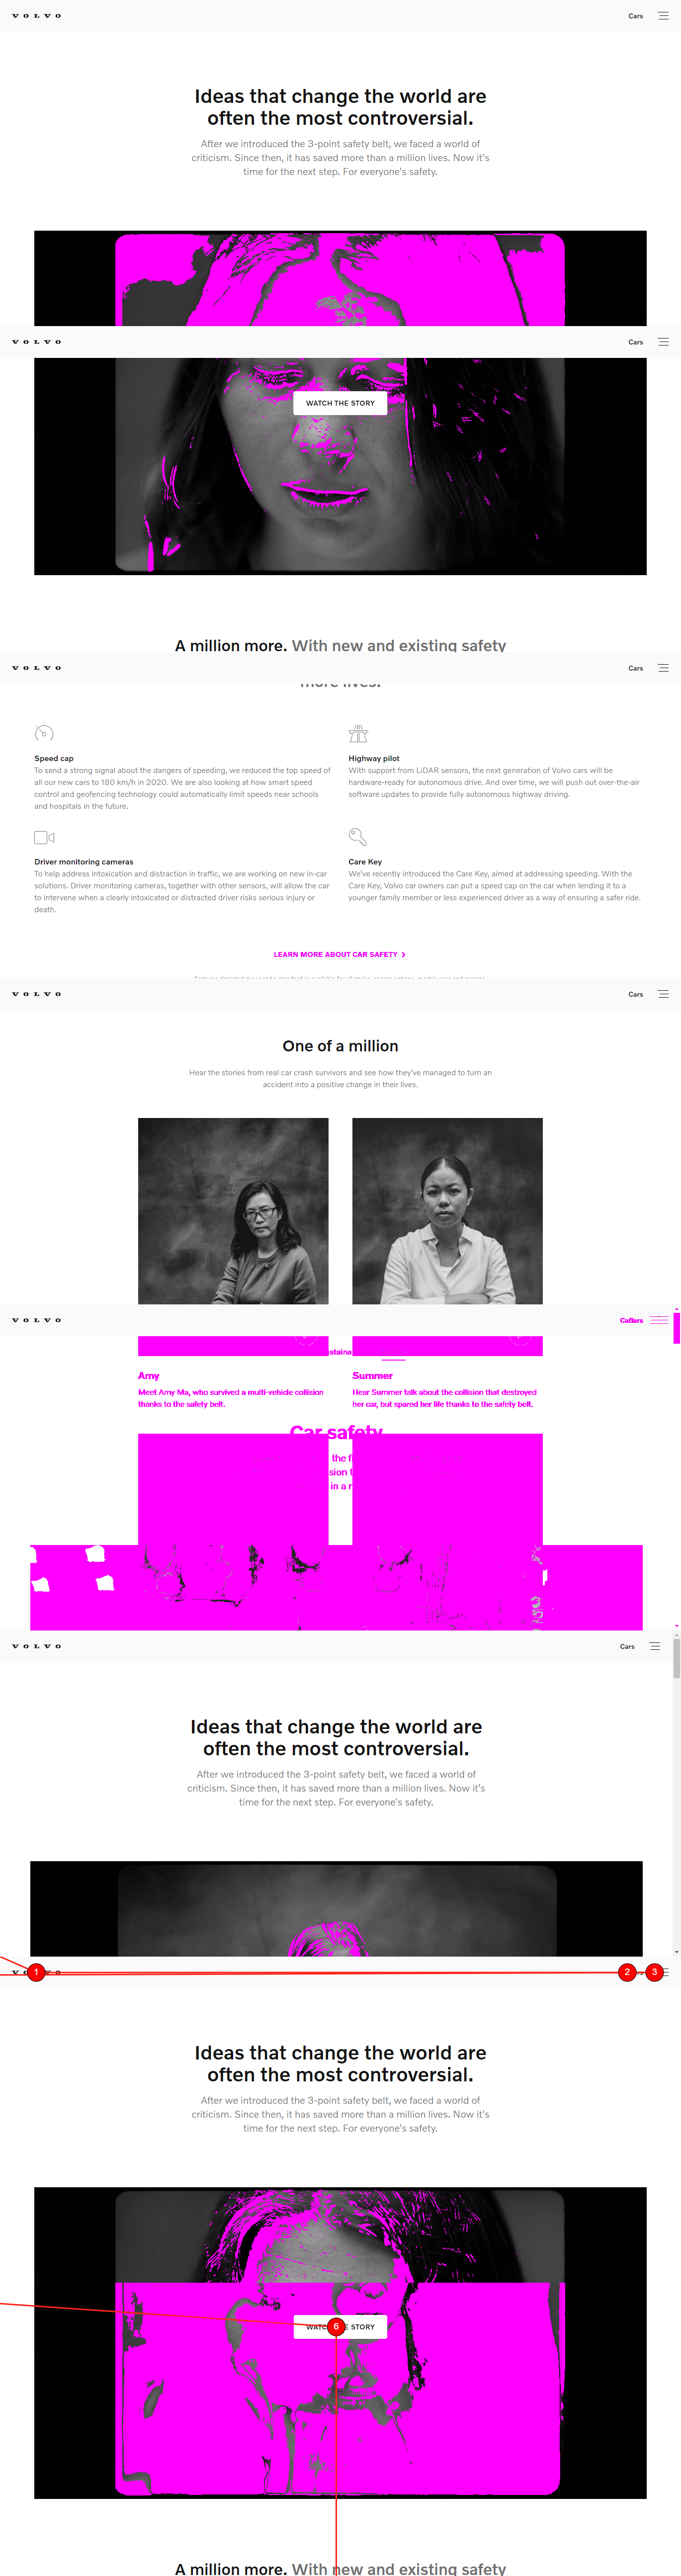 VOLVO
Cars
Ideas that change the world are
often the most controversial.
After we introduced the 3-point safety belt, we faced a world of
criticism. Since then, it has saved more than a million lives. Now it's
time for the next step. For everyone's safety.
VOLVO
Cars
WATCH THE STORY
A million more. With new and existing safety
VOLVO
Cars
more lives.
Speed cap
To send a strong signal about the dangers of speeding, we reduced the top speed of
all our new cars to 180 km/h in 2020. We are also looking at how smart speed
control and geofencing technology could automatically limit speeds near schools
and hospitals in the future.
Highway pilot
With support from LiDAR sensors, the next generation of Volvo cars will be
hardware-ready for autonomous drive. And over time, we will push out over-the-air
software updates to provide fully autonomous highway driving.
Driver monitoring cameras
To help address intoxication and distraction in traffic, we are working on new in-car
solutions. Driver monitoring cameras, together with other sensors, will allow the car
to intervene when a clearly intoxicated or distracted driver risks serious injury or
death.
Care Key
We've recently introduced the Care Key, aimed at addressing speeding. With the
Care Key, Volvo car owners can put a speed cap on the car when lending it to a
younger family member or less experienced driver as a way of ensuring a safer ride.
LEARN MORE ABOUT CAR SAFETY
VOLVO
Cars
One of a million
Hear the stories from real car crash survivors and see how they've managed to turn an
accident into a positive change in their lives.
VOLVO
Amy
Meet Amy Ma, who survived a multi-vehicle collision
thanks to the safety belt.
Summer
Hear Summer talk about the collision that destroyed
her car, but spared her life thanks to the safety belt.
Car safety
VOLVO
Cars
Ideas that change the world are
often the most controversial.
After we introduced the 3-point safety belt, we faced a world of
criticism. Since then, it has saved more than a million lives. Now it's
time for the next step. For everyone's safety.
1
2
3
Ideas that change the world are
often the most controversial.
After we introduced the 3-point safety belt, we faced a world of
criticism. Since then, it has saved more than a million lives. Now it's
time for the next step. For everyone's safety.
6
STORY
A million more. With new and existing safety